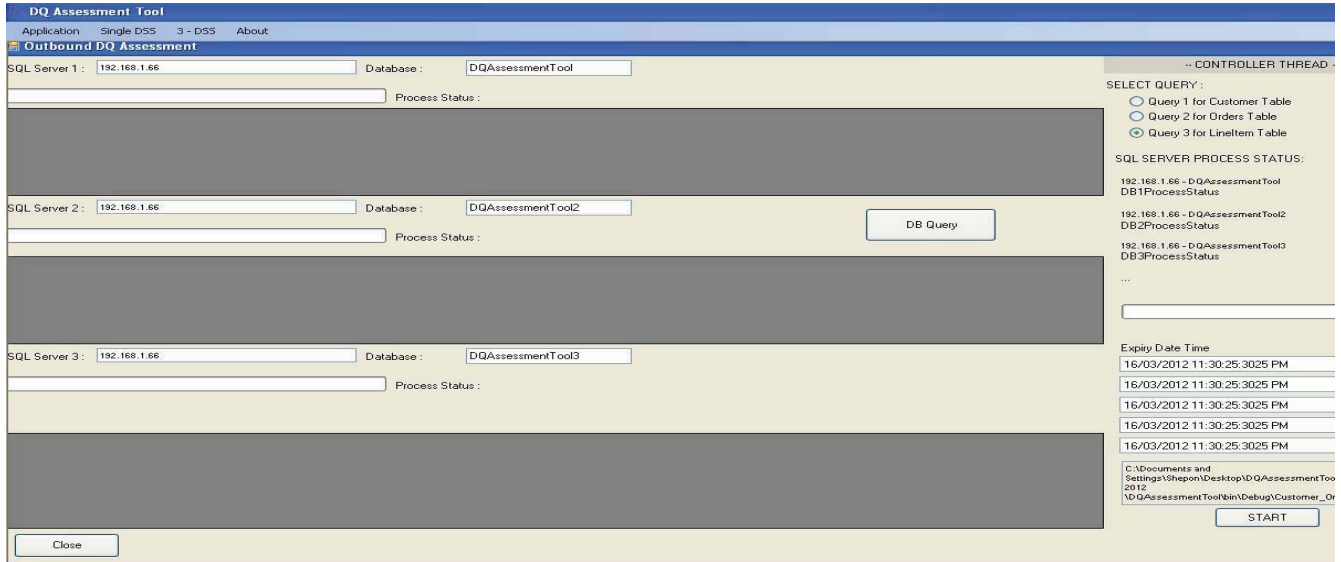 DQ Assessment Tool
Application Single DSS 3 - DSS About
Outbound DQ Assessment
SQL Server 1 : 192.168.1.66 Database : DQAssessmentTool
Process Status :
SQL Server 2 : 192.168.1.66 Database : DQAssessmentTool2
Process Status :
DB Query
SQL Server 3 : 192.168.1.66 Database : DQAssessmentTool3
Process Status :
Close
-- CONTROLLER THREAD -
SELECT QUERY :
Query 1 for Customer Table
Query 2 for Orders Table
Query 3 for LineItem Table
SQL SERVER PROCESS STATUS:
192.168.1.66 - DQAssessmentTool
DB1ProcessStatus
192.168.1.66 - DQAssessmentTool2
DB2ProcessStatus
192.168.1.66 - DQAssessmentTool3
DB3ProcessStatus
...
Expiry Date Time
16/03/2012 11:30:25:3025 PM
16/03/2012 11:30:25:3025 PM
16/03/2012 11:30:25:3025 PM
16/03/2012 11:30:25:3025 PM
16/03/2012 11:30:25:3025 PM
C:\Documents and
Settings\Shepon\Desktop\DQAssessmentToo
2012
\DQAssessmentTool\bin\Debug\Customer_Or
START